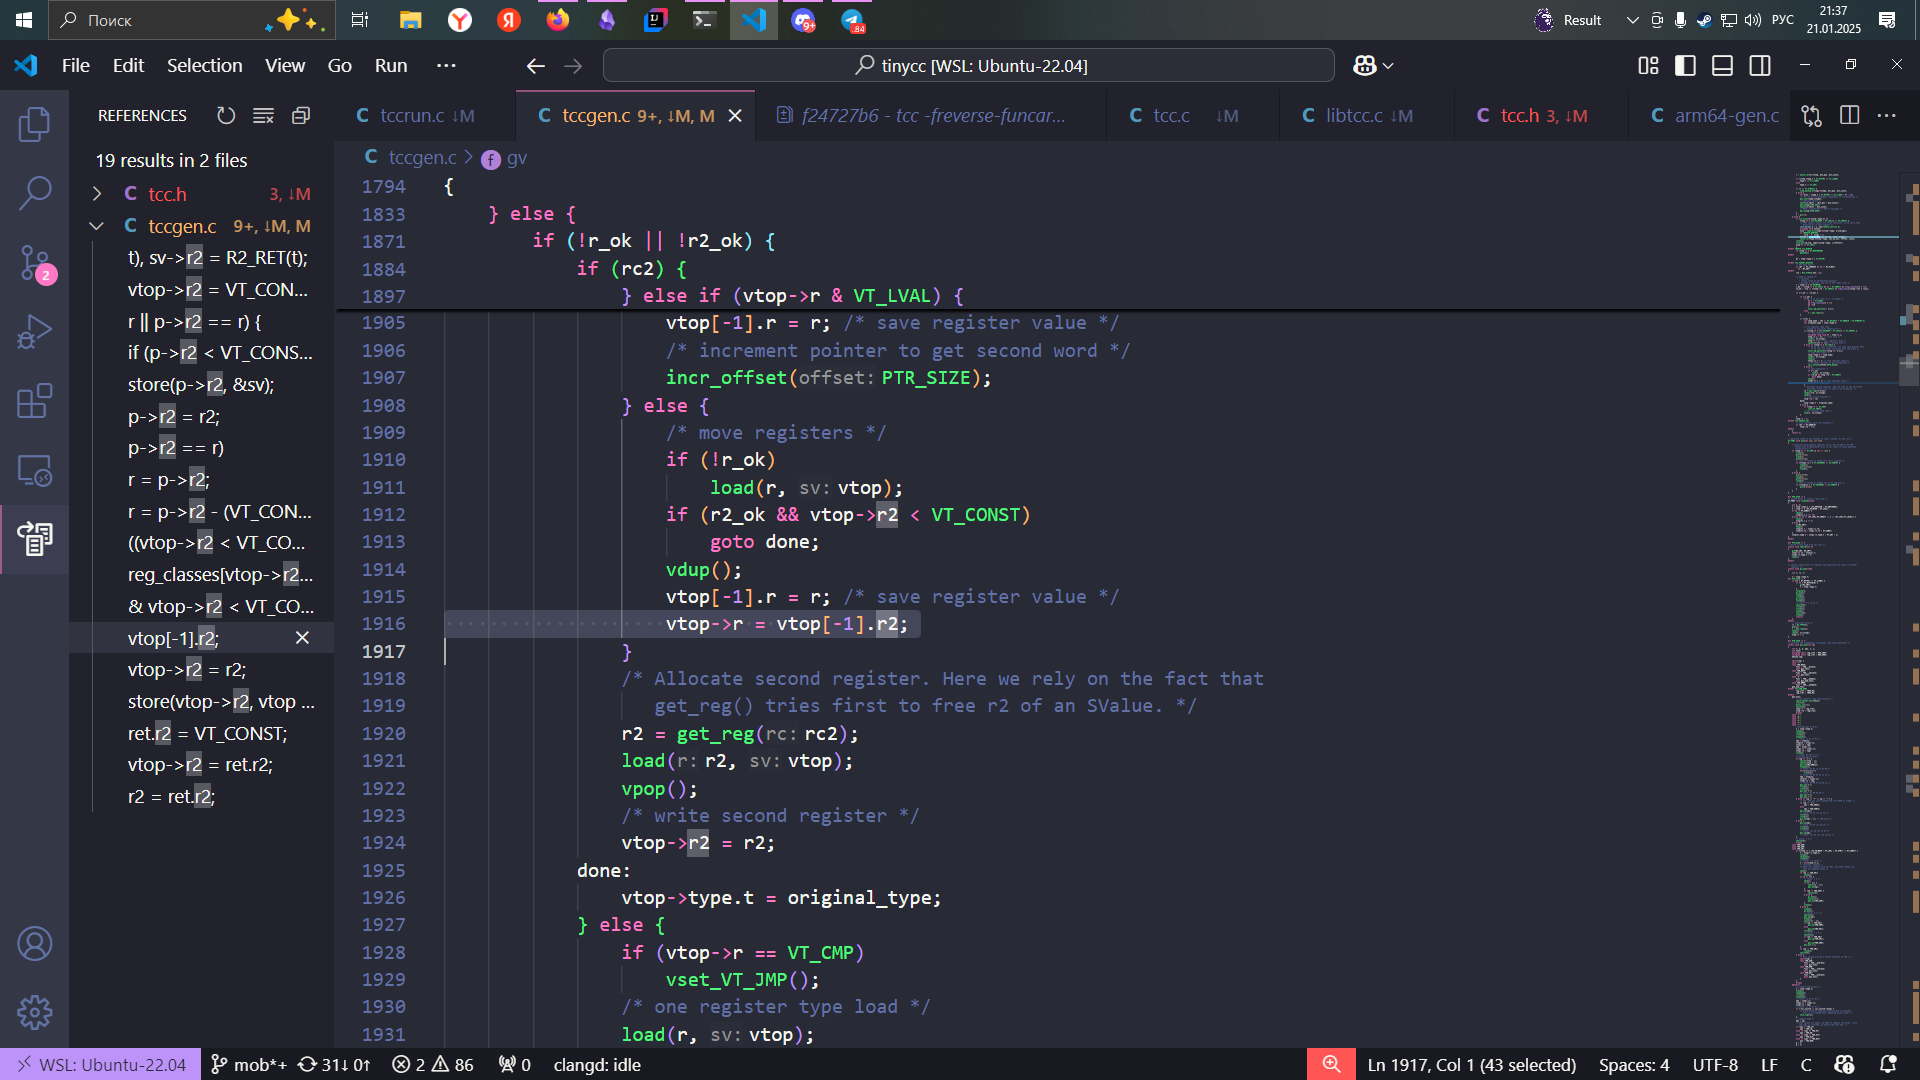 Поиск
9+
84
Result
РУС
21:37
21.01.2025
File Edit Selection View Go Run ···
tinycc [WSL: Ubuntu-22.04]
REFERENCES
C tccrun.c ↓M
C tccgen.c 9+, ↓M, M
f24727b6 - tcc -freverse-funcar...
C tcc.c ↓M
C libtcc.c ↓M
C tcc.h 3, ↓M
C arm64-gen.c
19 results in 2 files
C tcc.h 3, ↓M
C tccgen.c 9+, ↓M, M
t), sv->r2 = R2_RET(t);
vtop->r2 = VT_CON...
r || p->r2 == r) {
if (p->r2 < VT_CONS...
store(p->r2, &sv);
p->r2 = r2;
p->r2 == r)
r = p->r2;
r = p->r2 - (VT_CON...
((vtop->r2 < VT_CO...
reg_classes[vtop->r2...
& vtop->r2 < VT_CO...
vtop[-1].r2;
vtop->r2 = r2;
store(vtop->r2, vtop ...
ret.r2 = VT_CONST;
vtop->r2 = ret.r2;
r2 = ret.r2;
2
C tccgen.c > f gv
1794 {
1833 } else {
1871 if (!r_ok || !r2_ok) {
1884 if (rc2) {
1897 } else if (vtop->r & VT_LVAL) {
1905 vtop[-1].r = r; /* save register value */
1906 /* increment pointer to get second word */
1907 incr_offset(offset: PTR_SIZE);
1908 } else {
1909 /* move registers */
1910 if (!r_ok)
1911 load(r, sv: vtop);
1912 if (r2_ok && vtop->r2 < VT_CONST)
1913 goto done;
1914 vdup();
1915 vtop[-1].r = r; /* save register value */
1916 vtop->r = vtop[-1].r2;
1917 }
1918 /* Allocate second register. Here we rely on the fact that
1919 get_reg() tries first to free r2 of an SValue. */
1920 r2 = get_reg(rc: rc2);
1921 load(r: r2, sv: vtop);
1922 vpop();
1923 /* write second register */
1924 vtop->r2 = r2;
1925 done:
1926 vtop->type.t = original_type;
1927 } else {
1928 if (vtop->r == VT_CMP)
1929 vset_VT_JMP();
1930 /* one register type load */
1931 load(r, sv: vtop);
WSL: Ubuntu-22.04
mob*+ 31↓ 0↑ 2 86 0 clangd: idle
Ln 1917, Col 1 (43 selected) Spaces: 4 UTF-8 LF C